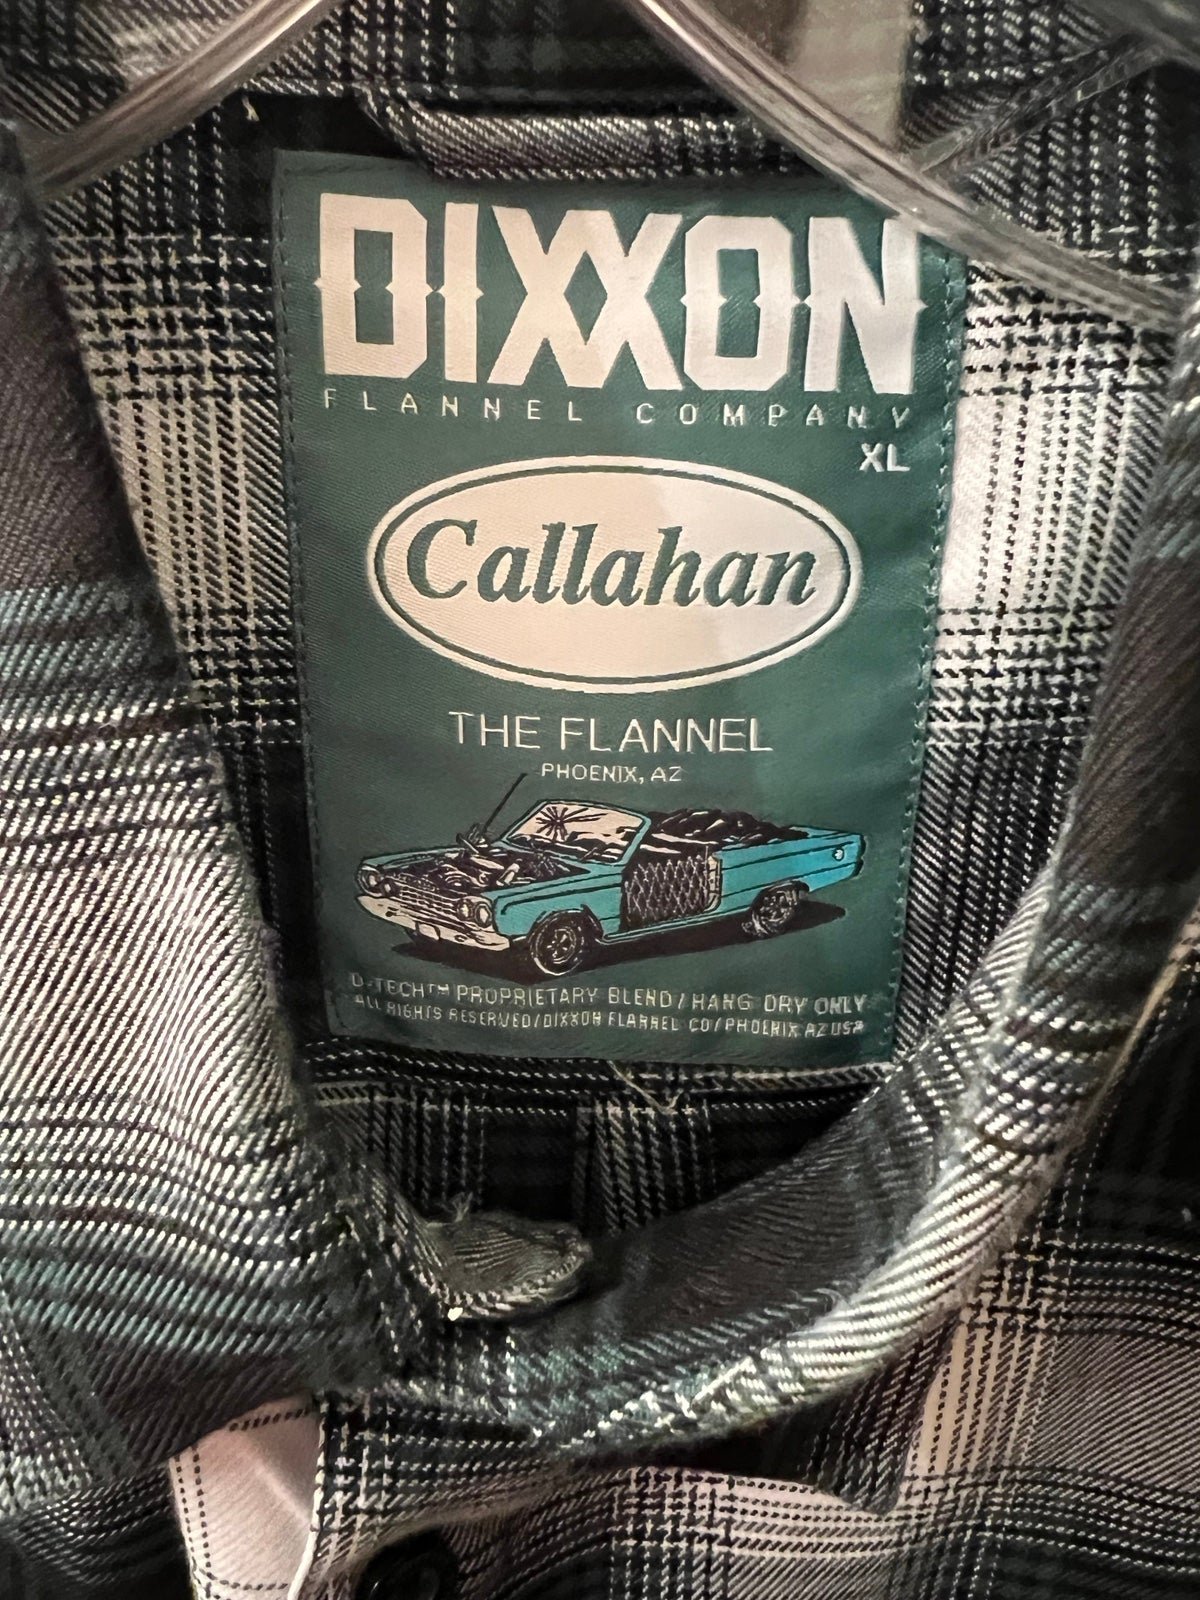 DIXXON
FLANNEL COMPANY
XL
Callahan
THE FLANNEL
PHOENIX, AZ
D-TECH™ PROPRIETARY BLEND / HANG DRY ONLY
ALL RIGHTS RESERVED/DIXXON FLANNEL CO/PHOENIX AZ USA